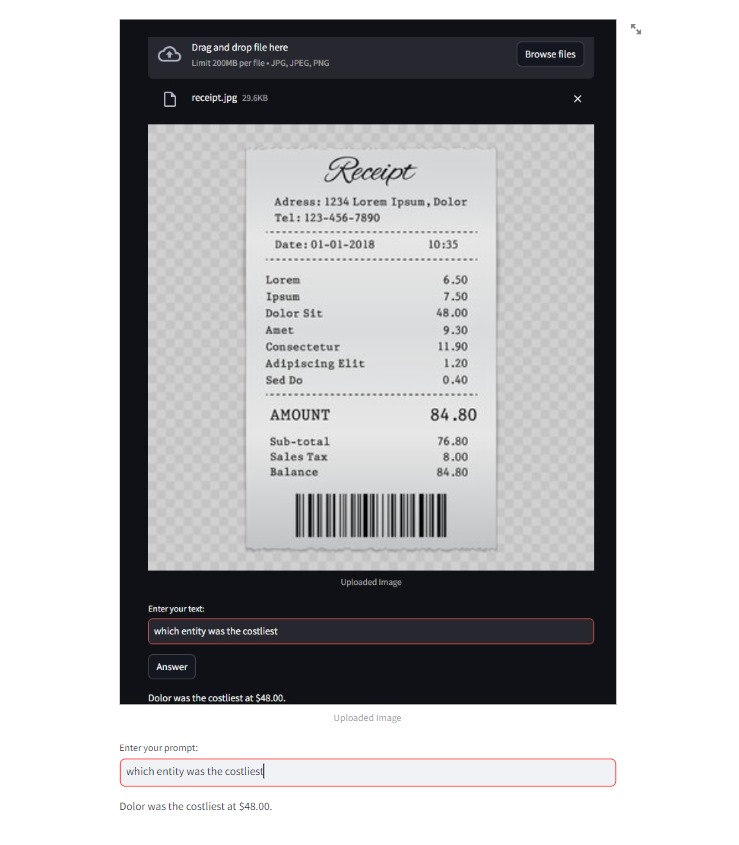 Drag and drop file here
Limit 200MB per file • JPG, JPEG, PNG
Browse files
receipt.jpg 29.6KB
Receipt
Adress: 1234 Lorem Ipsum, Dolor
Tel: 123-456-7890
Date: 01-01-2018 10:35
Lorem 6.50
Ipsum 7.50
Dolor Sit 48.00
Amet 9.30
Consectetur 11.90
Adipiscing Elit 1.20
Sed Do 0.40
AMOUNT 84.80
Sub-total 76.80
Sales Tax 8.00
Balance 84.80
Uploaded Image
Enter your text:
which entity was the costliest
Answer
Dolor was the costliest at $48.00.
Uploaded Image
Enter your prompt:
which entity was the costliest
Dolor was the costliest at $48.00.